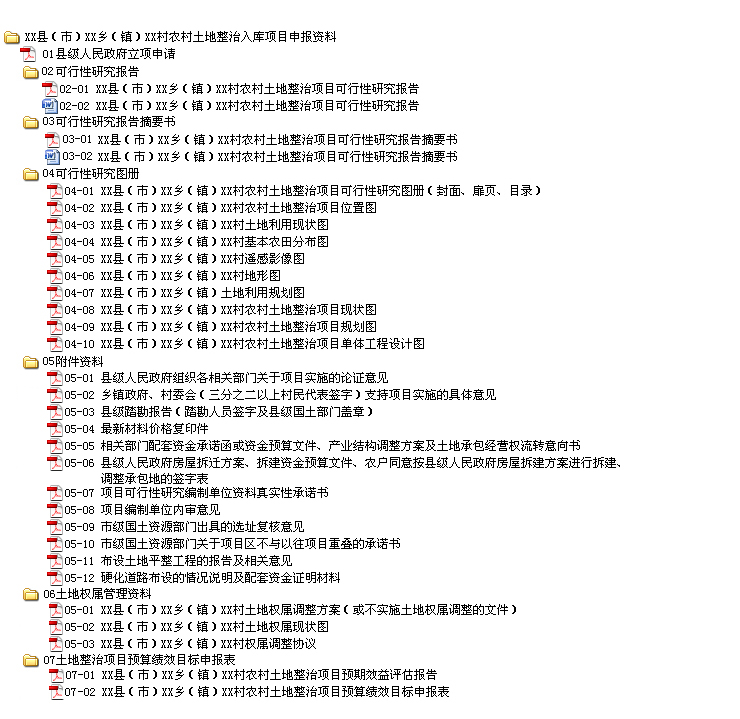 XX县(市)XX乡(镇)XX村农村土地整治入库项目申报资料
01县级人民政府立项申请
02可行性研究报告
02-01 XX县(市)XX乡(镇)XX村农村土地整治项目可行性研究报告
02-02 XX县(市)XX乡(镇)XX村农村土地整治项目可行性研究报告
03可行性研究报告摘要书
03-01 XX县(市)XX乡(镇)XX村农村土地整治项目可行性研究报告摘要书
03-02 XX县(市)XX乡(镇)XX村农村土地整治项目可行性研究报告摘要书
04可行性研究图册
04-01 XX县(市)XX乡(镇)XX村农村土地整治项目可行性研究图册(封面、扉页、目录)
04-02 XX县(市)XX乡(镇)XX村农村土地整治项目位置图
04-03 XX县(市)XX乡(镇)XX村土地利用现状图
04-04 XX县(市)XX乡(镇)XX村基本农田分布图
04-05 XX县(市)XX乡(镇)XX村遥感影像图
04-06 XX县(市)XX乡(镇)XX村地形图
04-07 XX县(市)XX乡(镇)土地利用规划图
04-08 XX县(市)XX乡(镇)XX村农村土地整治项目现状图
04-09 XX县(市)XX乡(镇)XX村农村土地整治项目规划图
04-10 XX县(市)XX乡(镇)XX村农村土地整治项目单体工程设计图
05附件资料
05-01 县级人民政府组织各相关部门关于项目实施的论证意见
05-02 乡镇政府、村委会(三分之二以上村民代表签字)支持项目实施的具体意见
05-03 县级踏勘报告(踏勘人员签字及县级国土部门盖章)
05-04 最新材料价格复印件
05-05 相关部门配套资金承诺函或资金预算文件、产业结构调整方案及土地承包经营权流转意向书
05-06 县级人民政府房屋拆迁方案、拆建资金预算文件、农户同意按县级人民政府房屋拆建方案进行拆建、
调整承包地的签字表
05-07 项目可行性研究编制单位资料真实性承诺书
05-08 项目编制单位内审意见
05-09 市级国土资源部门出具的选址复核意见
05-10 市级国土资源部门关于项目区不与以往项目重叠的承诺书
05-11 布设土地平整工程的报告及相关意见
05-12 硬化道路布设的情况说明及配套资金证明材料
06土地权属管理资料
05-01 XX县(市)XX乡(镇)XX村土地权属调整方案(或不实施土地权属调整的文件)
05-02 XX县(市)XX乡(镇)XX村土地权属现状图
05-03 XX县(市)XX乡(镇)XX村权属调整协议
07土地整治项目预算绩效目标申报表
07-01 XX县(市)XX乡(镇)XX村农村土地整治项目预期效益评估报告
07-02 XX县(市)XX乡(镇)XX村农村土地整治项目预算绩效目标申报表